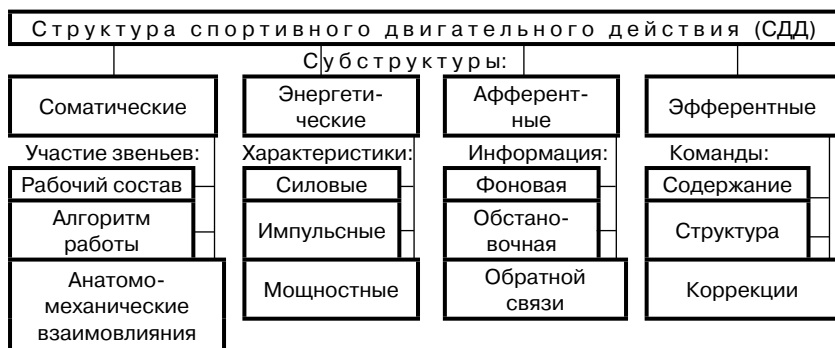 Структура спортивного двигательного действия (СДД)
Субструктуры:
Соматические
Энергети-
ческие
Афферент-
ные
Эфферентные
Участие звеньев:
Характеристики:
Информация:
Команды:
Рабочий состав
Силовые
Фоновая
Содержание
Алгоритм
работы
Импульсные
Обстано-
вочная
Структура
Анатомо-
механические
взаимовлияния
Мощностные
Обратной
связи
Коррекции